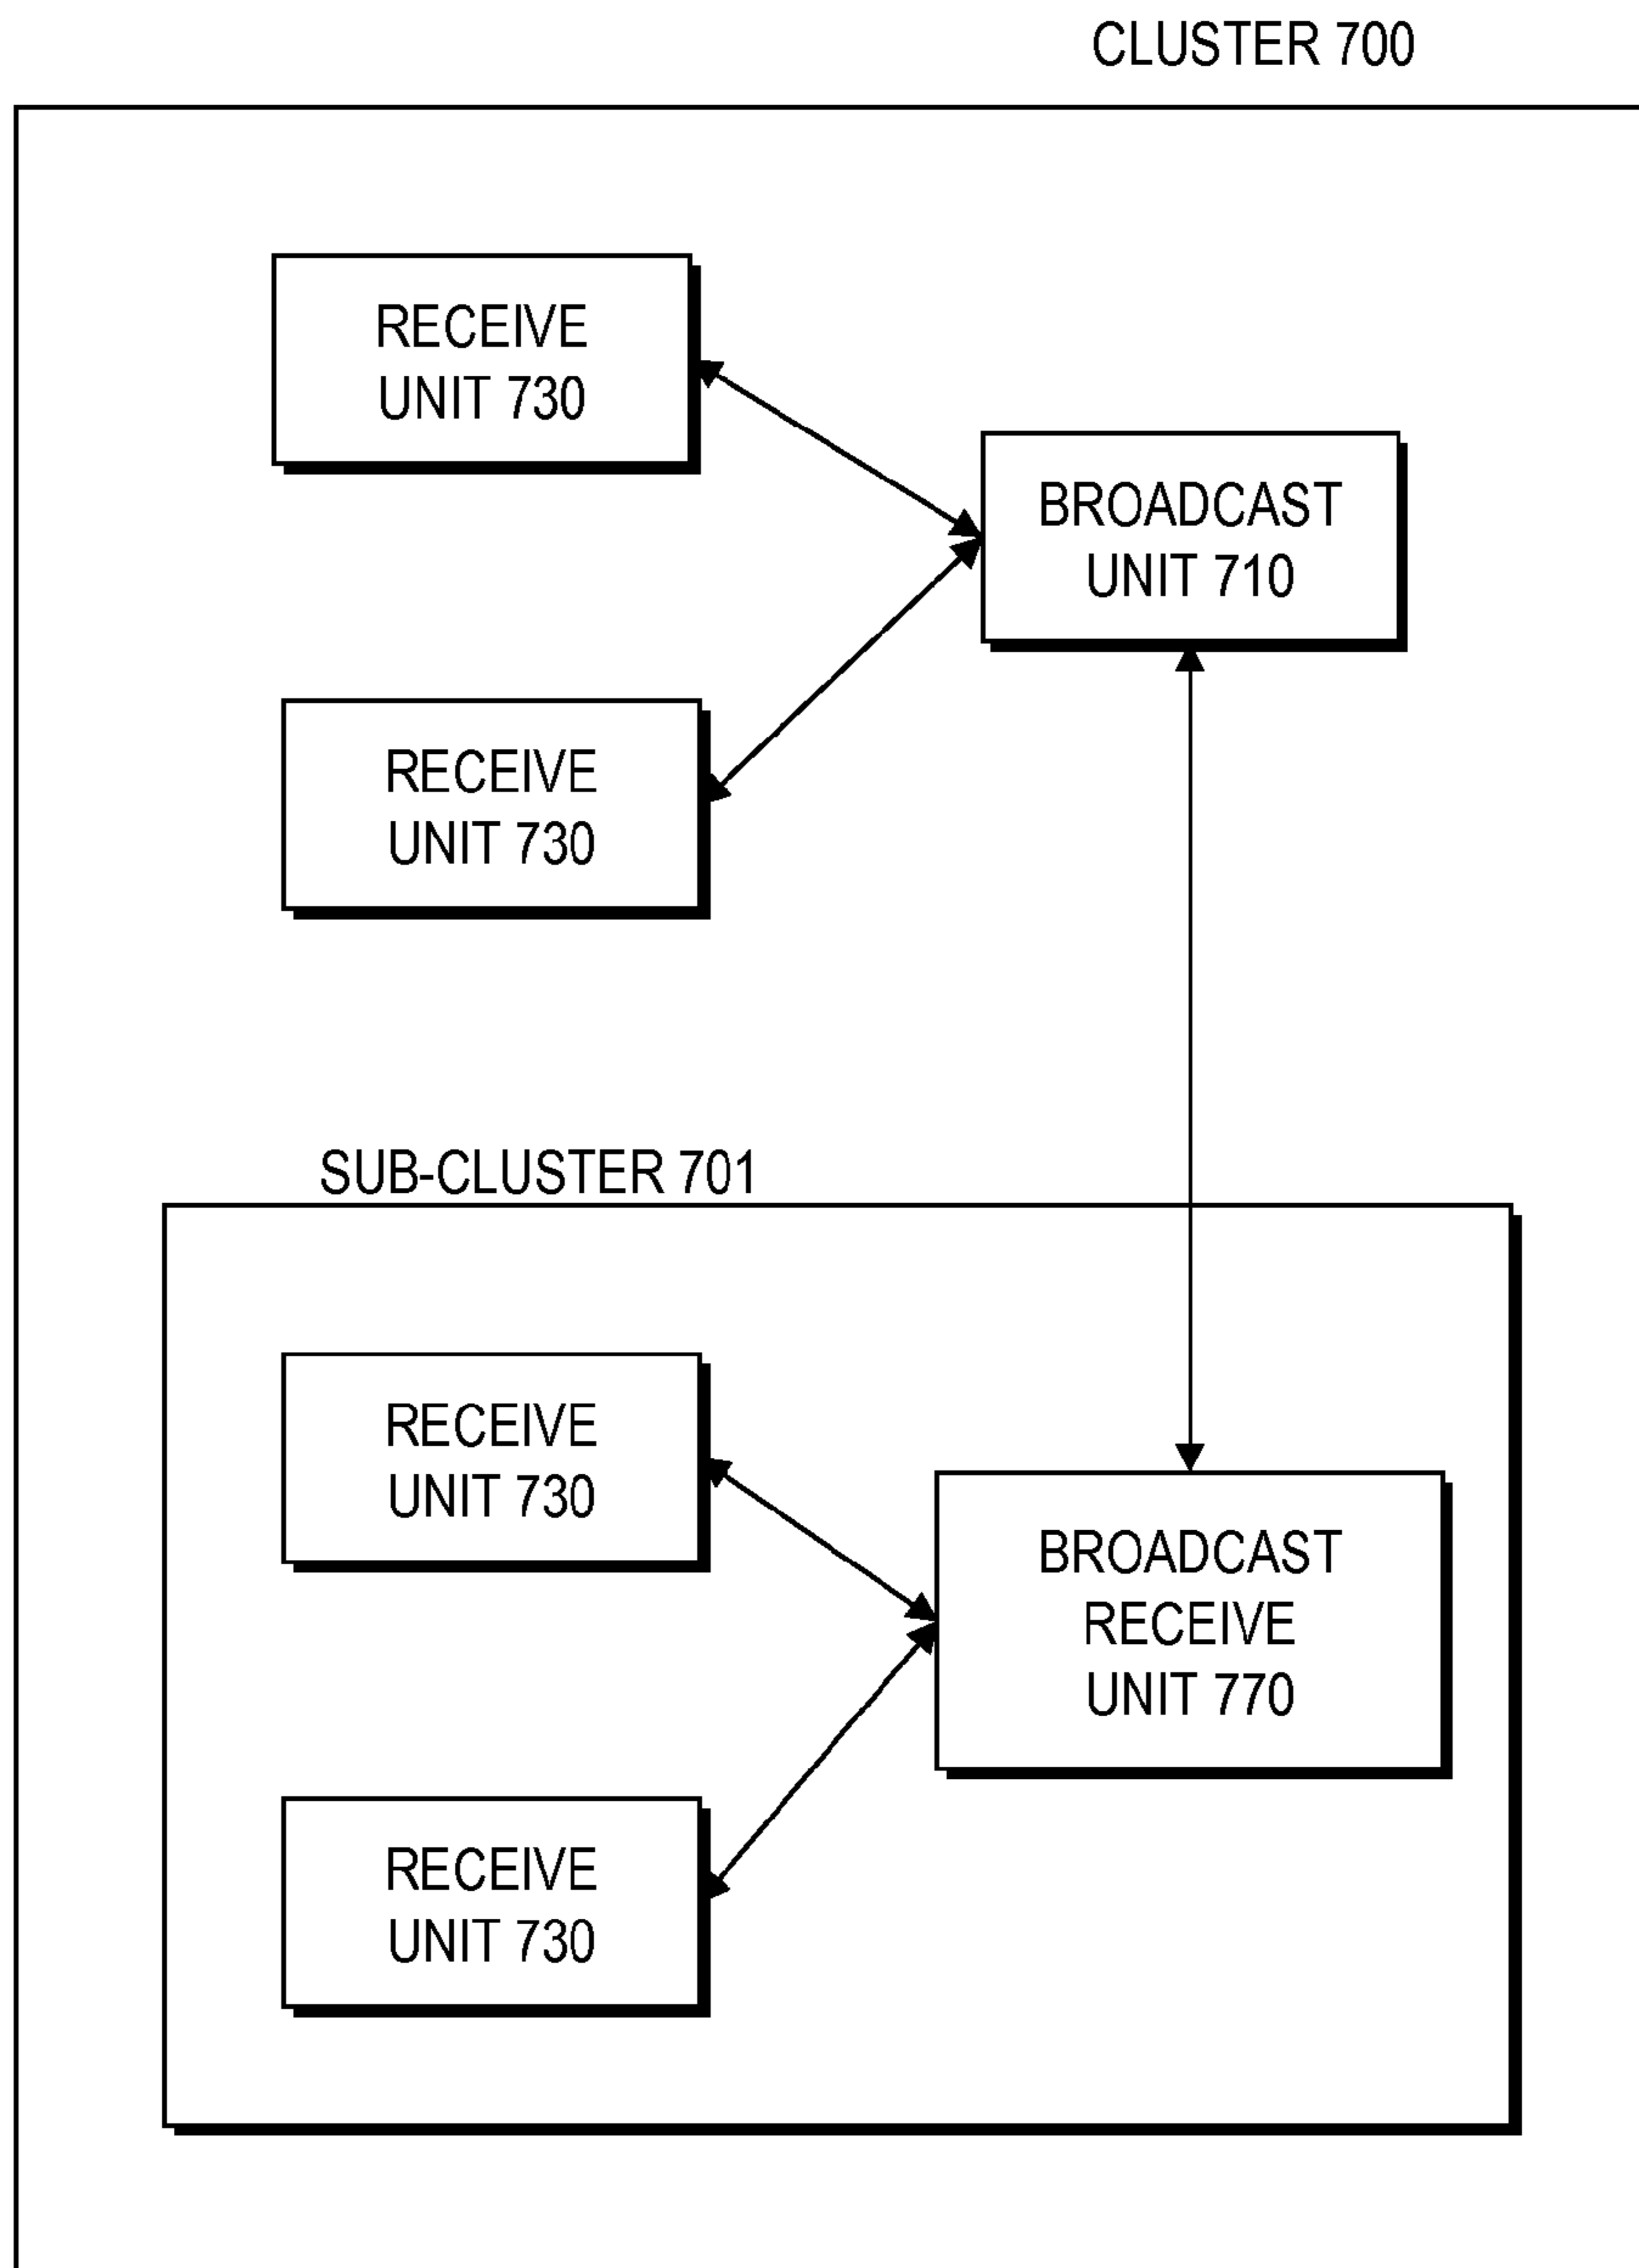 CLUSTER 700
RECEIVE
UNIT 730
BROADCAST
UNIT 710
RECEIVE
UNIT 730
SUB-CLUSTER 701
RECEIVE
UNIT 730
BROADCAST
RECEIVE
UNIT 770
RECEIVE
UNIT 730